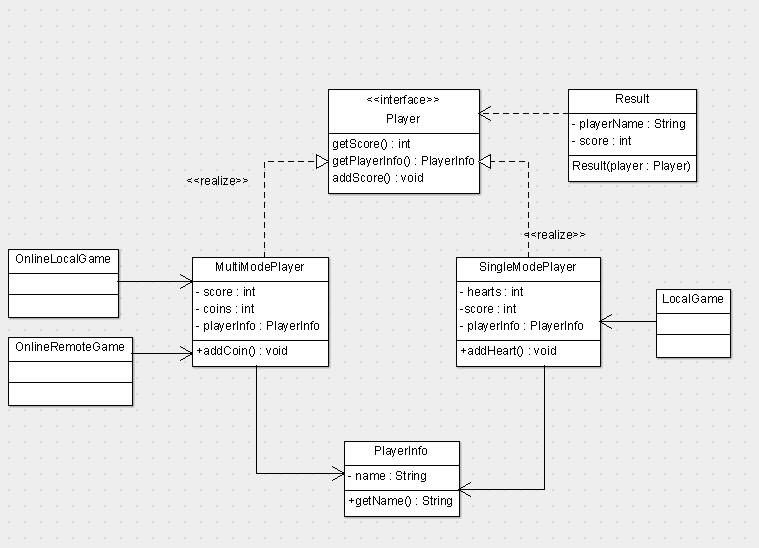 <<interface>>
Player
getScore() : int
getPlayerInfo() : PlayerInfo
addScore() : void
Result
- playerName : String
- score : int
Result(player : Player)
<<realize>>
<<realize>>
OnlineLocalGame
MultiModePlayer
- score : int
- coins : int
- playerInfo : PlayerInfo
+addCoin() : void
SingleModePlayer
- hearts : int
-score : int
- playerInfo : PlayerInfo
+addHeart() : void
LocalGame
OnlineRemoteGame
PlayerInfo
- name : String
+getName() : String